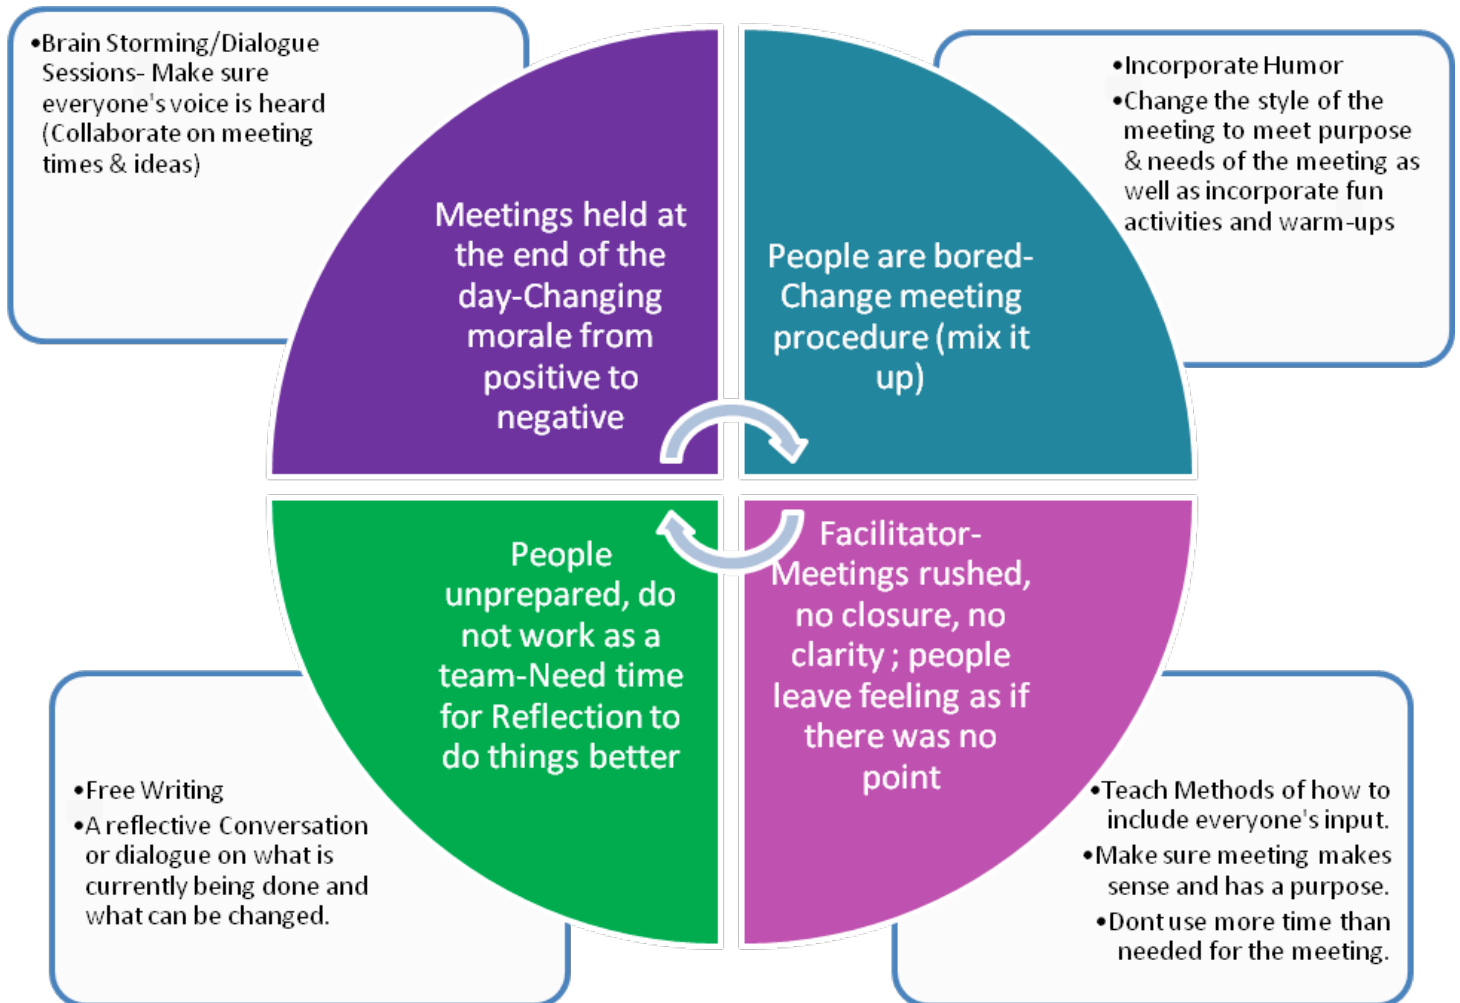 •Brain Storming/Dialogue
Sessions- Make sure
everyone's voice is heard
(Collaborate on meeting
times & ideas)
Meetings held at
the end of the
day-Changing
morale from
positive to
negative
•Incorporate Humor
•Change the style of the
meeting to meet purpose
& needs of the meeting as
well as incorporate fun
activities and warm-ups
People are bored-
Change meeting
procedure (mix it
up)
People
unprepared, do
not work as a
team-Need time
for Reflection to
do things better
•Free Writing
•A reflective Conversation
or dialogue on what is
currently being done and
what can be changed.
Facilitator-
Meetings rushed,
no closure, no
clarity ; people
leave feeling as if
there was no
point
•Teach Methods of how to
include everyone's input.
•Make sure meeting makes
sense and has a purpose.
•Dont use more time than
needed for the meeting.